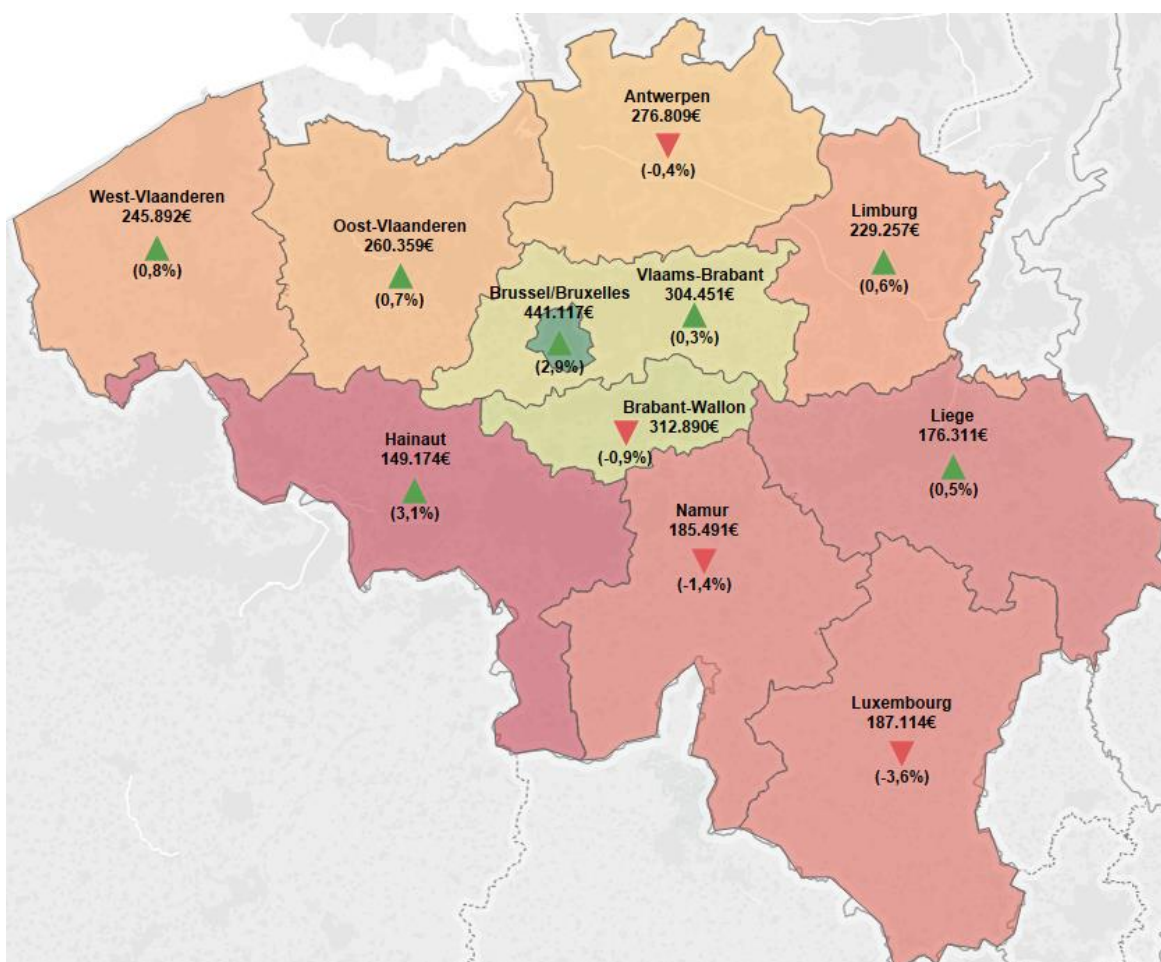 Antwerpen
276.809€
(-0,4%)
West-Vlaanderen
245.892€
(0,8%)
Oost-Vlaanderen
260.359€
(0,7%)
Limburg
229.257€
(0,6%)
Vlaams-Brabant
304.451€
(0,3%)
Brussel/Bruxelles
441.117€
(2,9%)
Brabant-Wallon
312.890€
(-0,9%)
Hainaut
149.174€
(3,1%)
Liege
176.311€
(0,5%)
Namur
185.491€
(-1,4%)
Luxembourg
187.114€
(-3,6%)